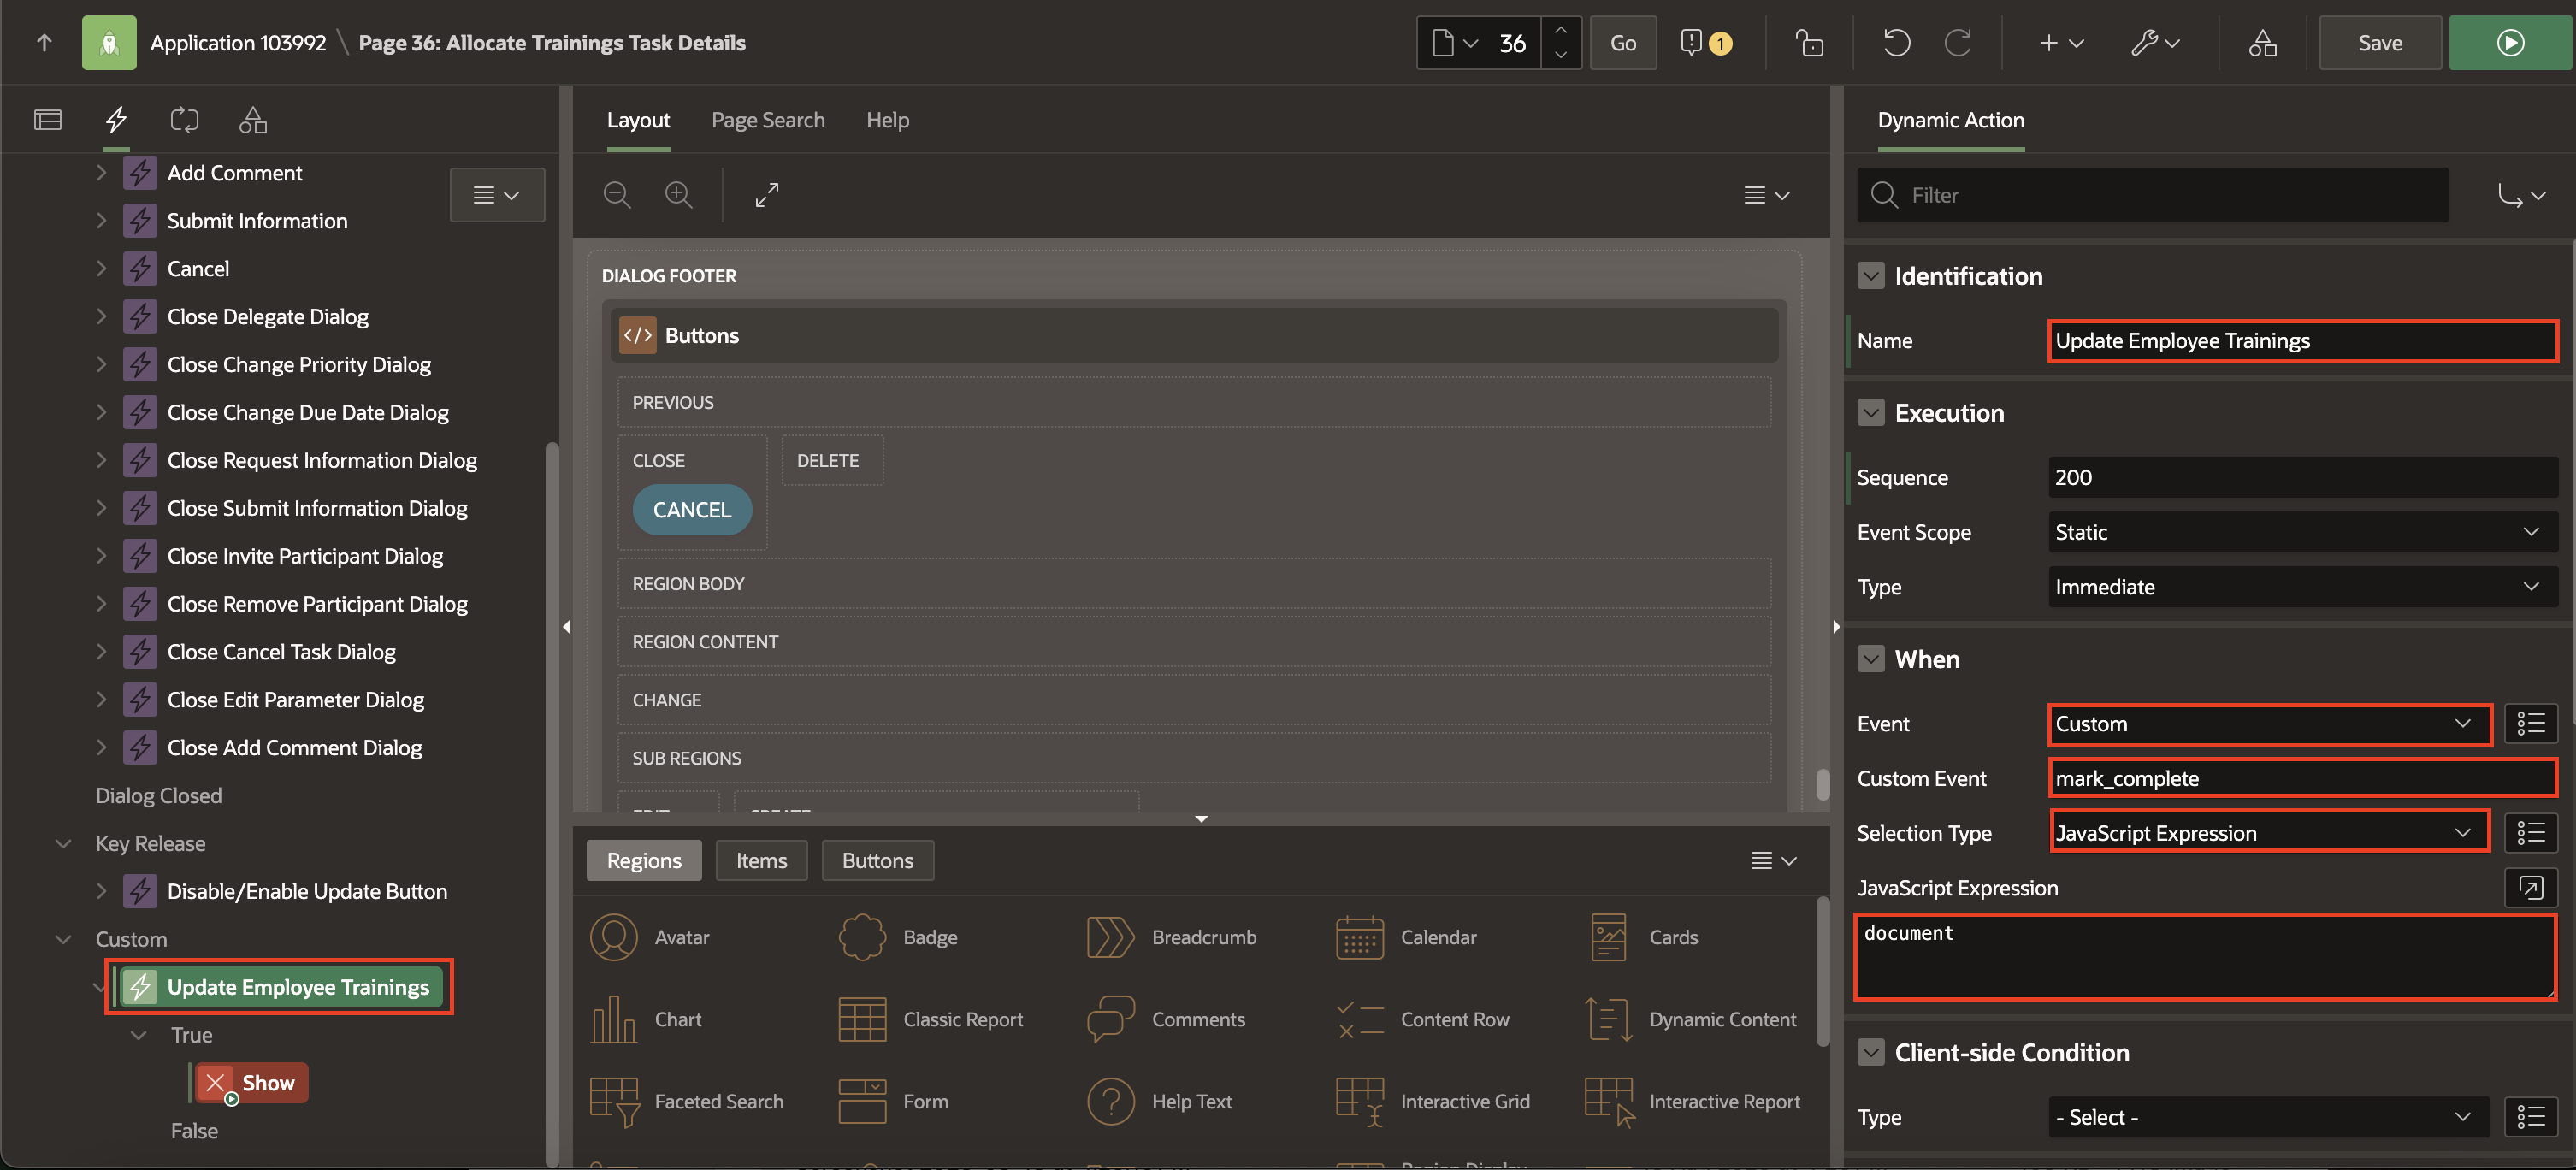 Application 103992 \ Page 36: Allocate Trainings Task Details
36
Go
1
Save
Add Comment
Submit Information
Cancel
Close Delegate Dialog
Close Change Priority Dialog
Close Change Due Date Dialog
Close Request Information Dialog
Close Submit Information Dialog
Close Invite Participant Dialog
Close Remove Participant Dialog
Close Cancel Task Dialog
Close Edit Parameter Dialog
Close Add Comment Dialog
Dialog Closed
Key Release
Disable/Enable Update Button
Custom
Update Employee Trainings
True
Show
False
Layout
Page Search
Help
DIALOG FOOTER
Buttons
PREVIOUS
CLOSE
DELETE
CANCEL
REGION BODY
REGION CONTENT
CHANGE
SUB REGIONS
EDIT
CREATE
Regions
Items
Buttons
Avatar
Badge
Breadcrumb
Calendar
Cards
Chart
Classic Report
Comments
Content Row
Dynamic Content
Faceted Search
Form
Help Text
Interactive Grid
Interactive Report
Region Display
Dynamic Action
Filter
Identification
Name
Update Employee Trainings
Execution
Sequence
200
Event Scope
Static
Type
Immediate
When
Event
Custom
Custom Event
mark_complete
Selection Type
JavaScript Expression
JavaScript Expression
document
Client-side Condition
Type
- Select -